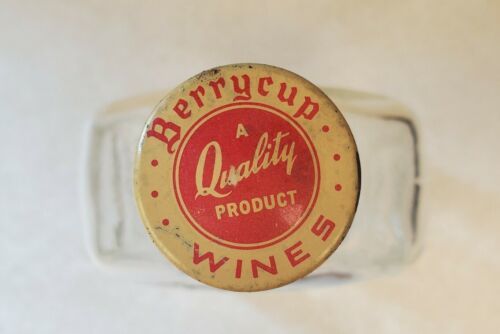 Berrycup
A
Quality
PRODUCT
WINES